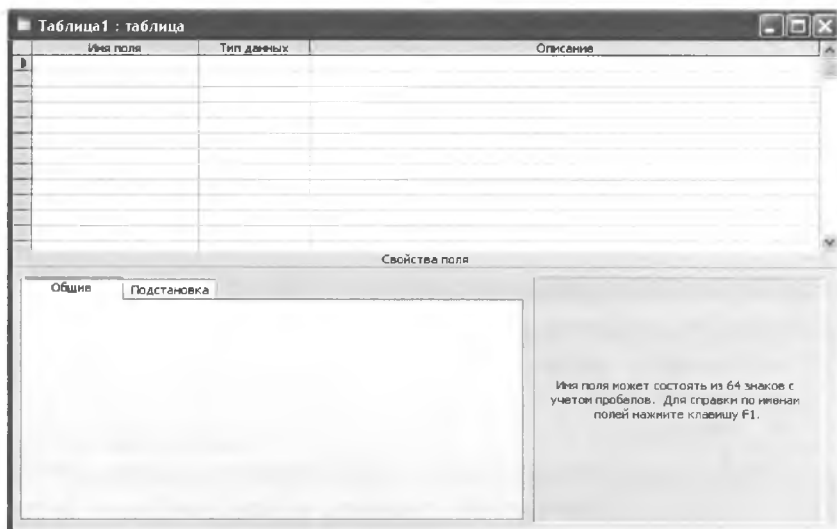 Таблица1 : таблица
Имя поля Тип данных Описание
Свойства поля
Общие Подстановка
Имя поля может состоять из 64 знаков с
учетом пробелов. Для справки по именам
полей нажмите клавишу F1.